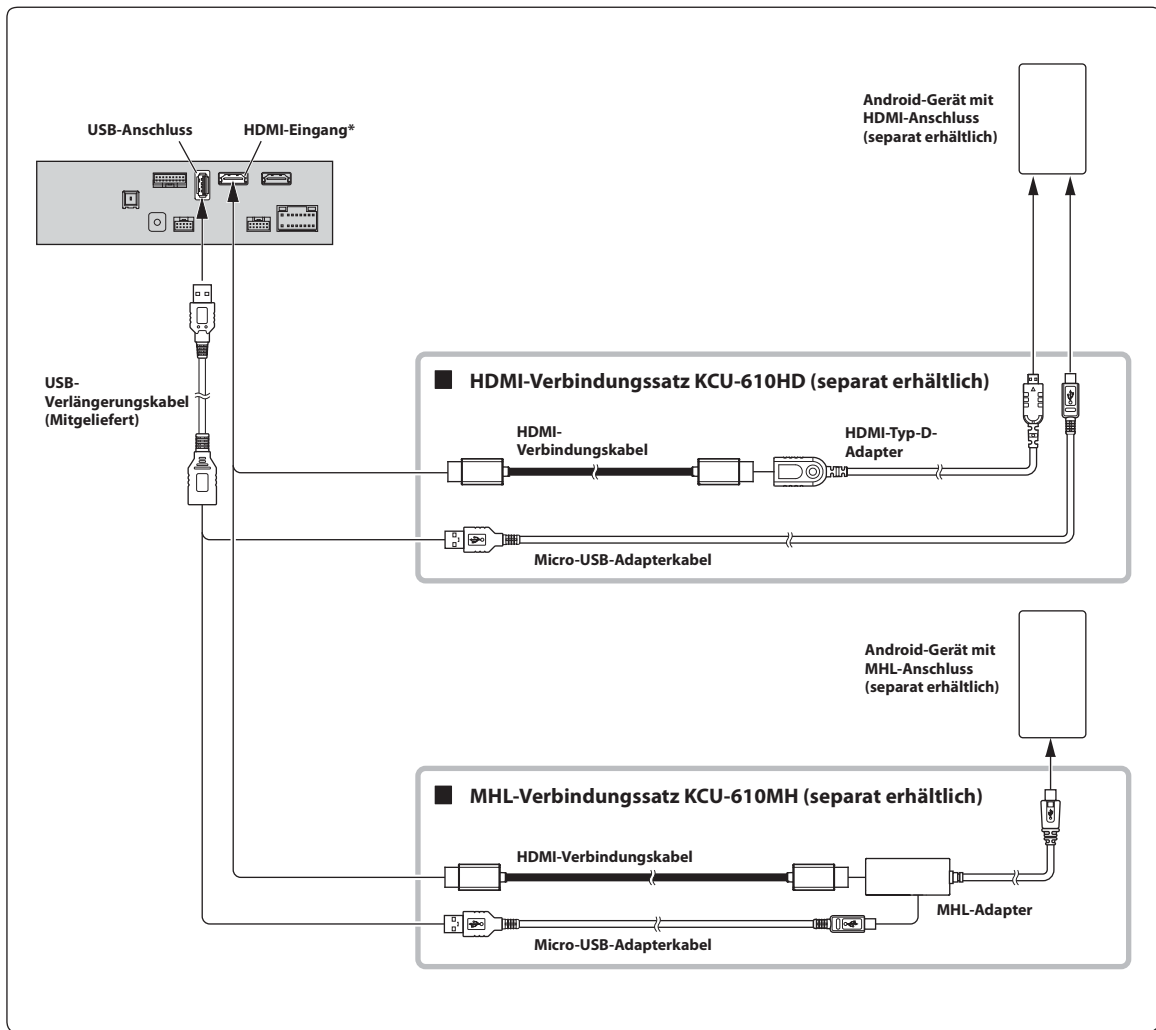 USB-Anschluss
HDMI-Eingang*
Android-Gerät mit
HDMI-Anschluss
(separat erhältlich)
USB-
Verlängerungskabel
(Mitgeliefert)
■ HDMI-Verbindungssatz KCU-610HD (separat erhältlich)
HDMI-
Verbindungskabel
HDMI-Typ-D-
Adapter
Micro-USB-Adapterkabel
Android-Gerät mit
MHL-Anschluss
(separat erhältlich)
■ MHL-Verbindungssatz KCU-610MH (separat erhältlich)
HDMI-Verbindungskabel
MHL-Adapter
Micro-USB-Adapterkabel